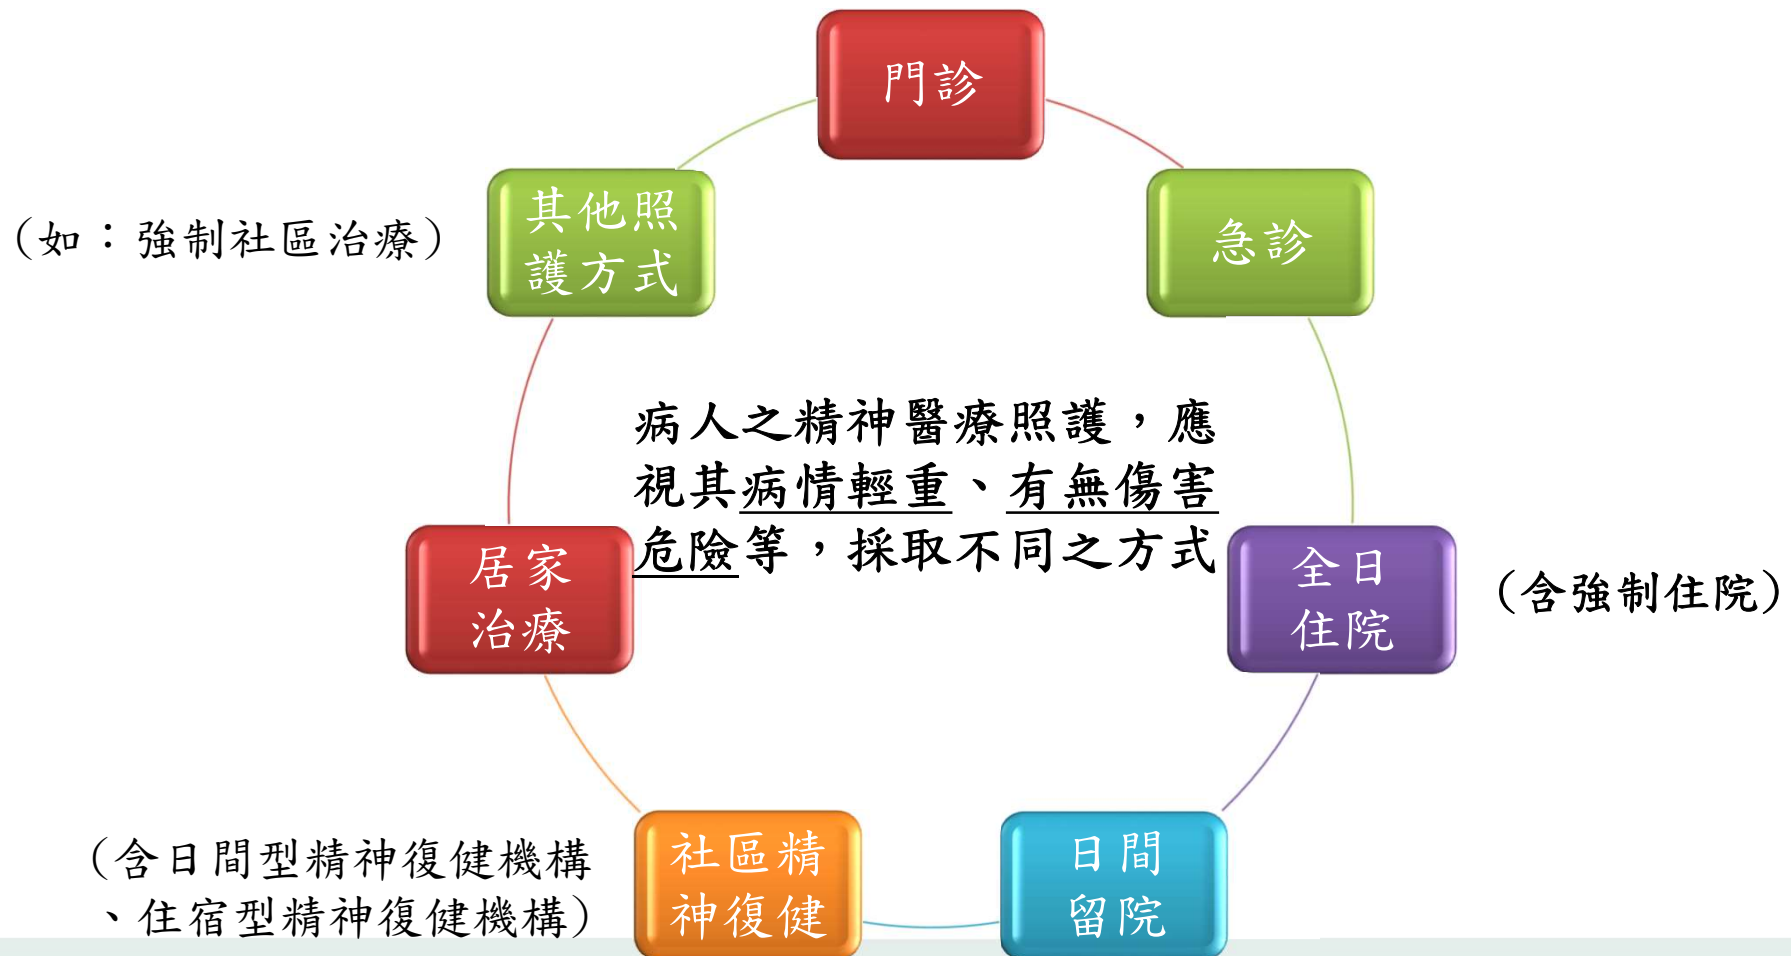 門診
急診
全日
住院
（含強制住院）
日間
留院
社區精
神復健
（含日間型精神復健機構
、住宿型精神復健機構）
居家
治療
其他照
護方式
（如：強制社區治療）
病人之精神醫療照護，應
視其病情輕重、有無傷害
危險等，採取不同之方式